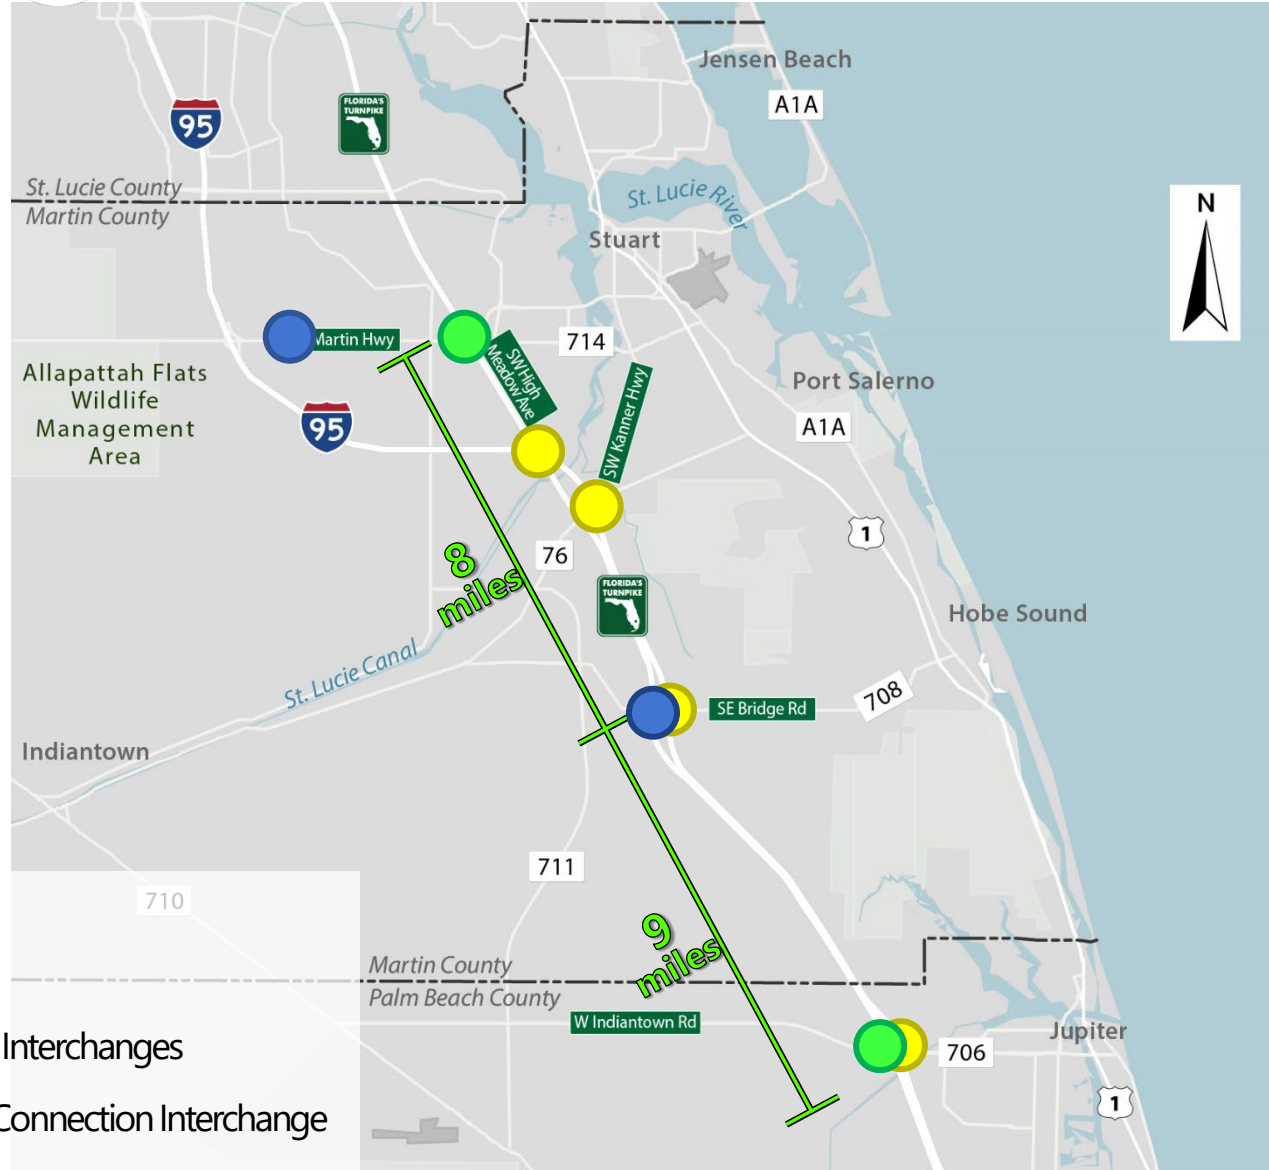 Jensen Beach
A1A
FLORIDA'S
TURNPIKE
95
St. Lucie County
Martin County
St. Lucie River
N
Stuart
Martin Hwy
714
SW High
Meadow Ave
SW Kanner Hwy
Port Salerno
A1A
Allapattah Flats
Wildlife
Management
Area
95
1
76
8
miles
FLORIDA'S
TURNPIKE
Hobe Sound
St. Lucie Canal
708
SE Bridge Rd
Indiantown
711
710
9
miles
Martin County
Palm Beach County
W Indiantown Rd
706
Jupiter
1
Interchanges
Connection Interchange